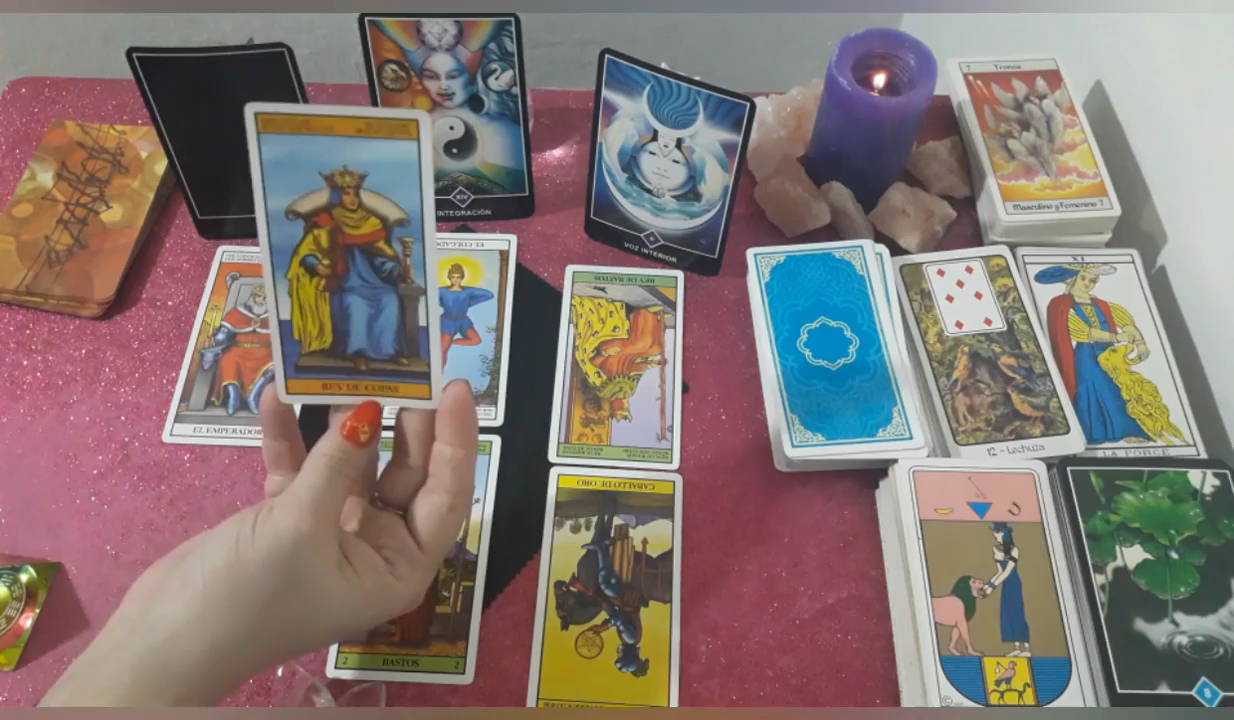 XIV
INTEGRACIÓN
VOZ INTERIOR
7 Tronos
Masculino y Femenino 7
REY DE COPAS
EL COLGADO
EL EMPERADOR
REY DE BASTOS
CABALLO DE ORO
2 BASTOS 2
12 - Lechuza
XI
LA FORCE